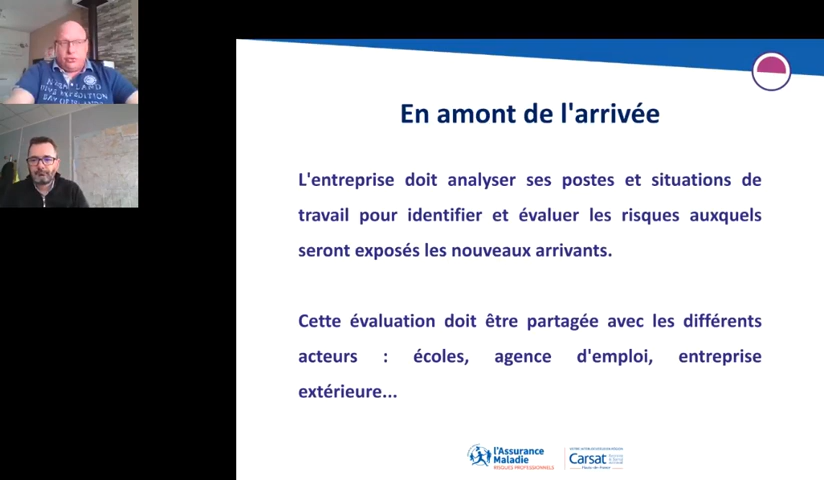 En amont de l'arrivée
L'entreprise doit analyser ses postes et situations de
travail pour identifier et évaluer les risques auxquels
seront exposés les nouveaux arrivants.
Cette évaluation doit être partagée avec les différents
acteurs : écoles, agence d'emploi, entreprise
extérieure...
l'Assurance
Maladie
RISQUES PROFESSIONNELS
Carsat